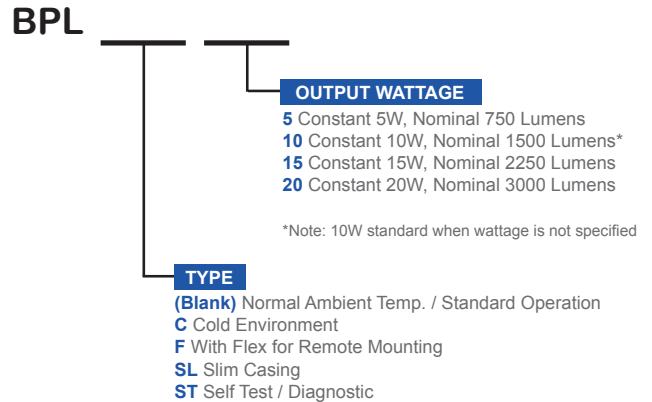 BPL
OUTPUT WATTAGE
5 Constant 5W, Nominal 750 Lumens
10 Constant 10W, Nominal 1500 Lumens*
15 Constant 15W, Nominal 2250 Lumens
20 Constant 20W, Nominal 3000 Lumens
*Note: 10W standard when wattage is not specified
TYPE
(Blank) Normal Ambient Temp. / Standard Operation
C Cold Environment
F With Flex for Remote Mounting
SL Slim Casing
ST Self Test / Diagnostic